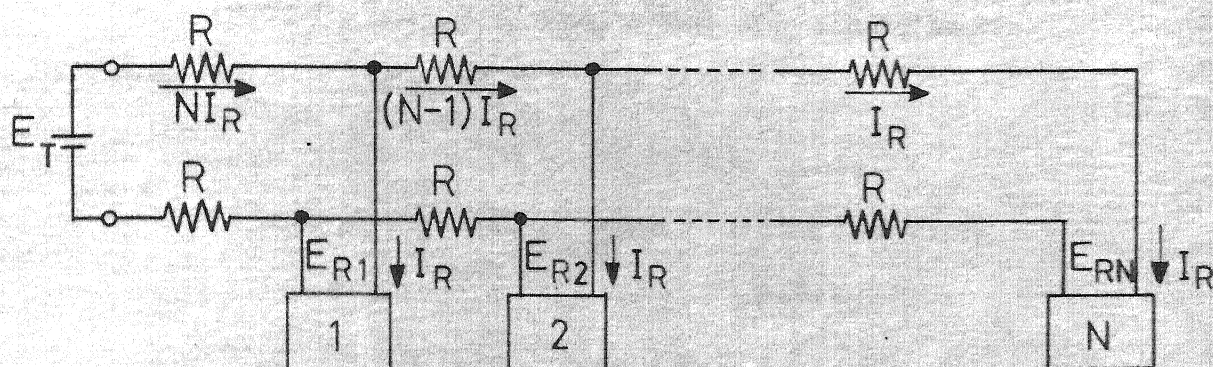 R R R
NI_R (N-1) I_R I_R
E_T
R R R
E_R1 I_R E_R2 I_R E_RN I_R
1 2 N